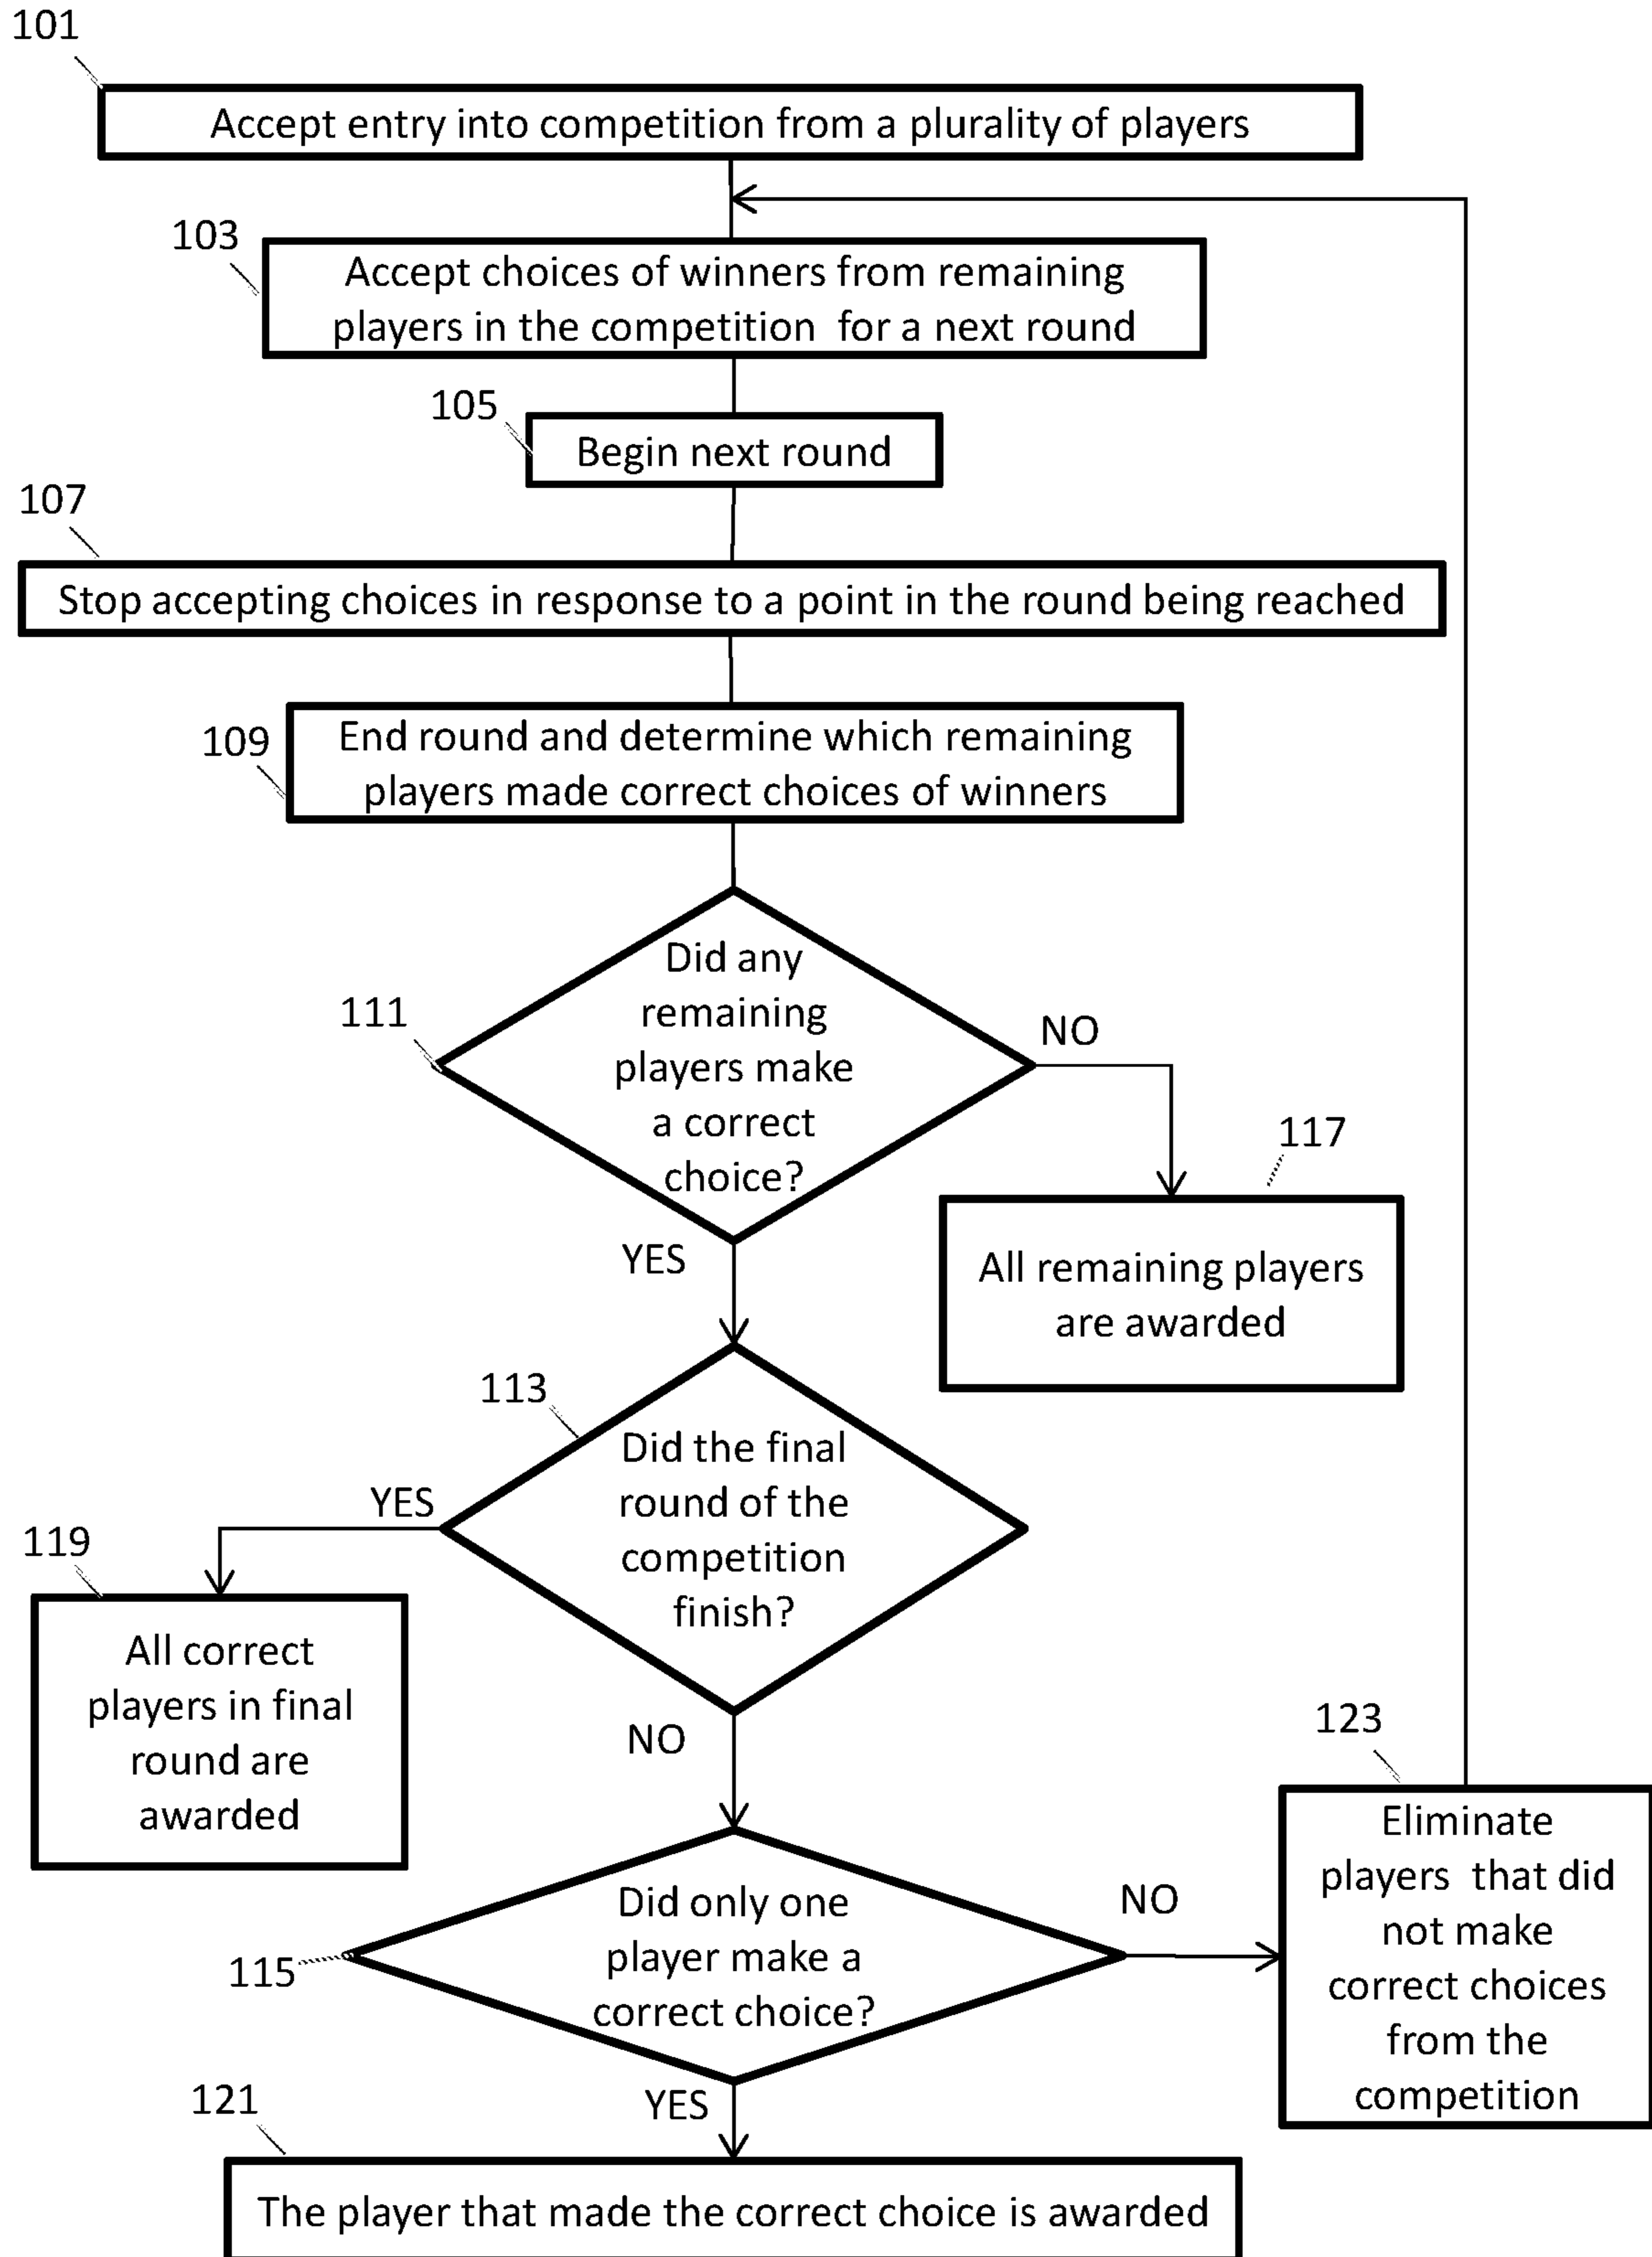 101
Accept entry into competition from a plurality of players
103
Accept choices of winners from remaining
players in the competition for a next round
105
Begin next round
107
Stop accepting choices in response to a point in the round being reached
109
End round and determine which remaining
players made correct choices of winners
111
Did any
remaining
players make
a correct
choice?
NO
117
All remaining players
are awarded
YES
113
Did the final
round of the
competition
finish?
YES
119
All correct
players in final
round are
awarded
NO
115
Did only one
player make a
correct choice?
NO
123
Eliminate
players that did
not make
correct choices
from the
competition
YES
121
The player that made the correct choice is awarded